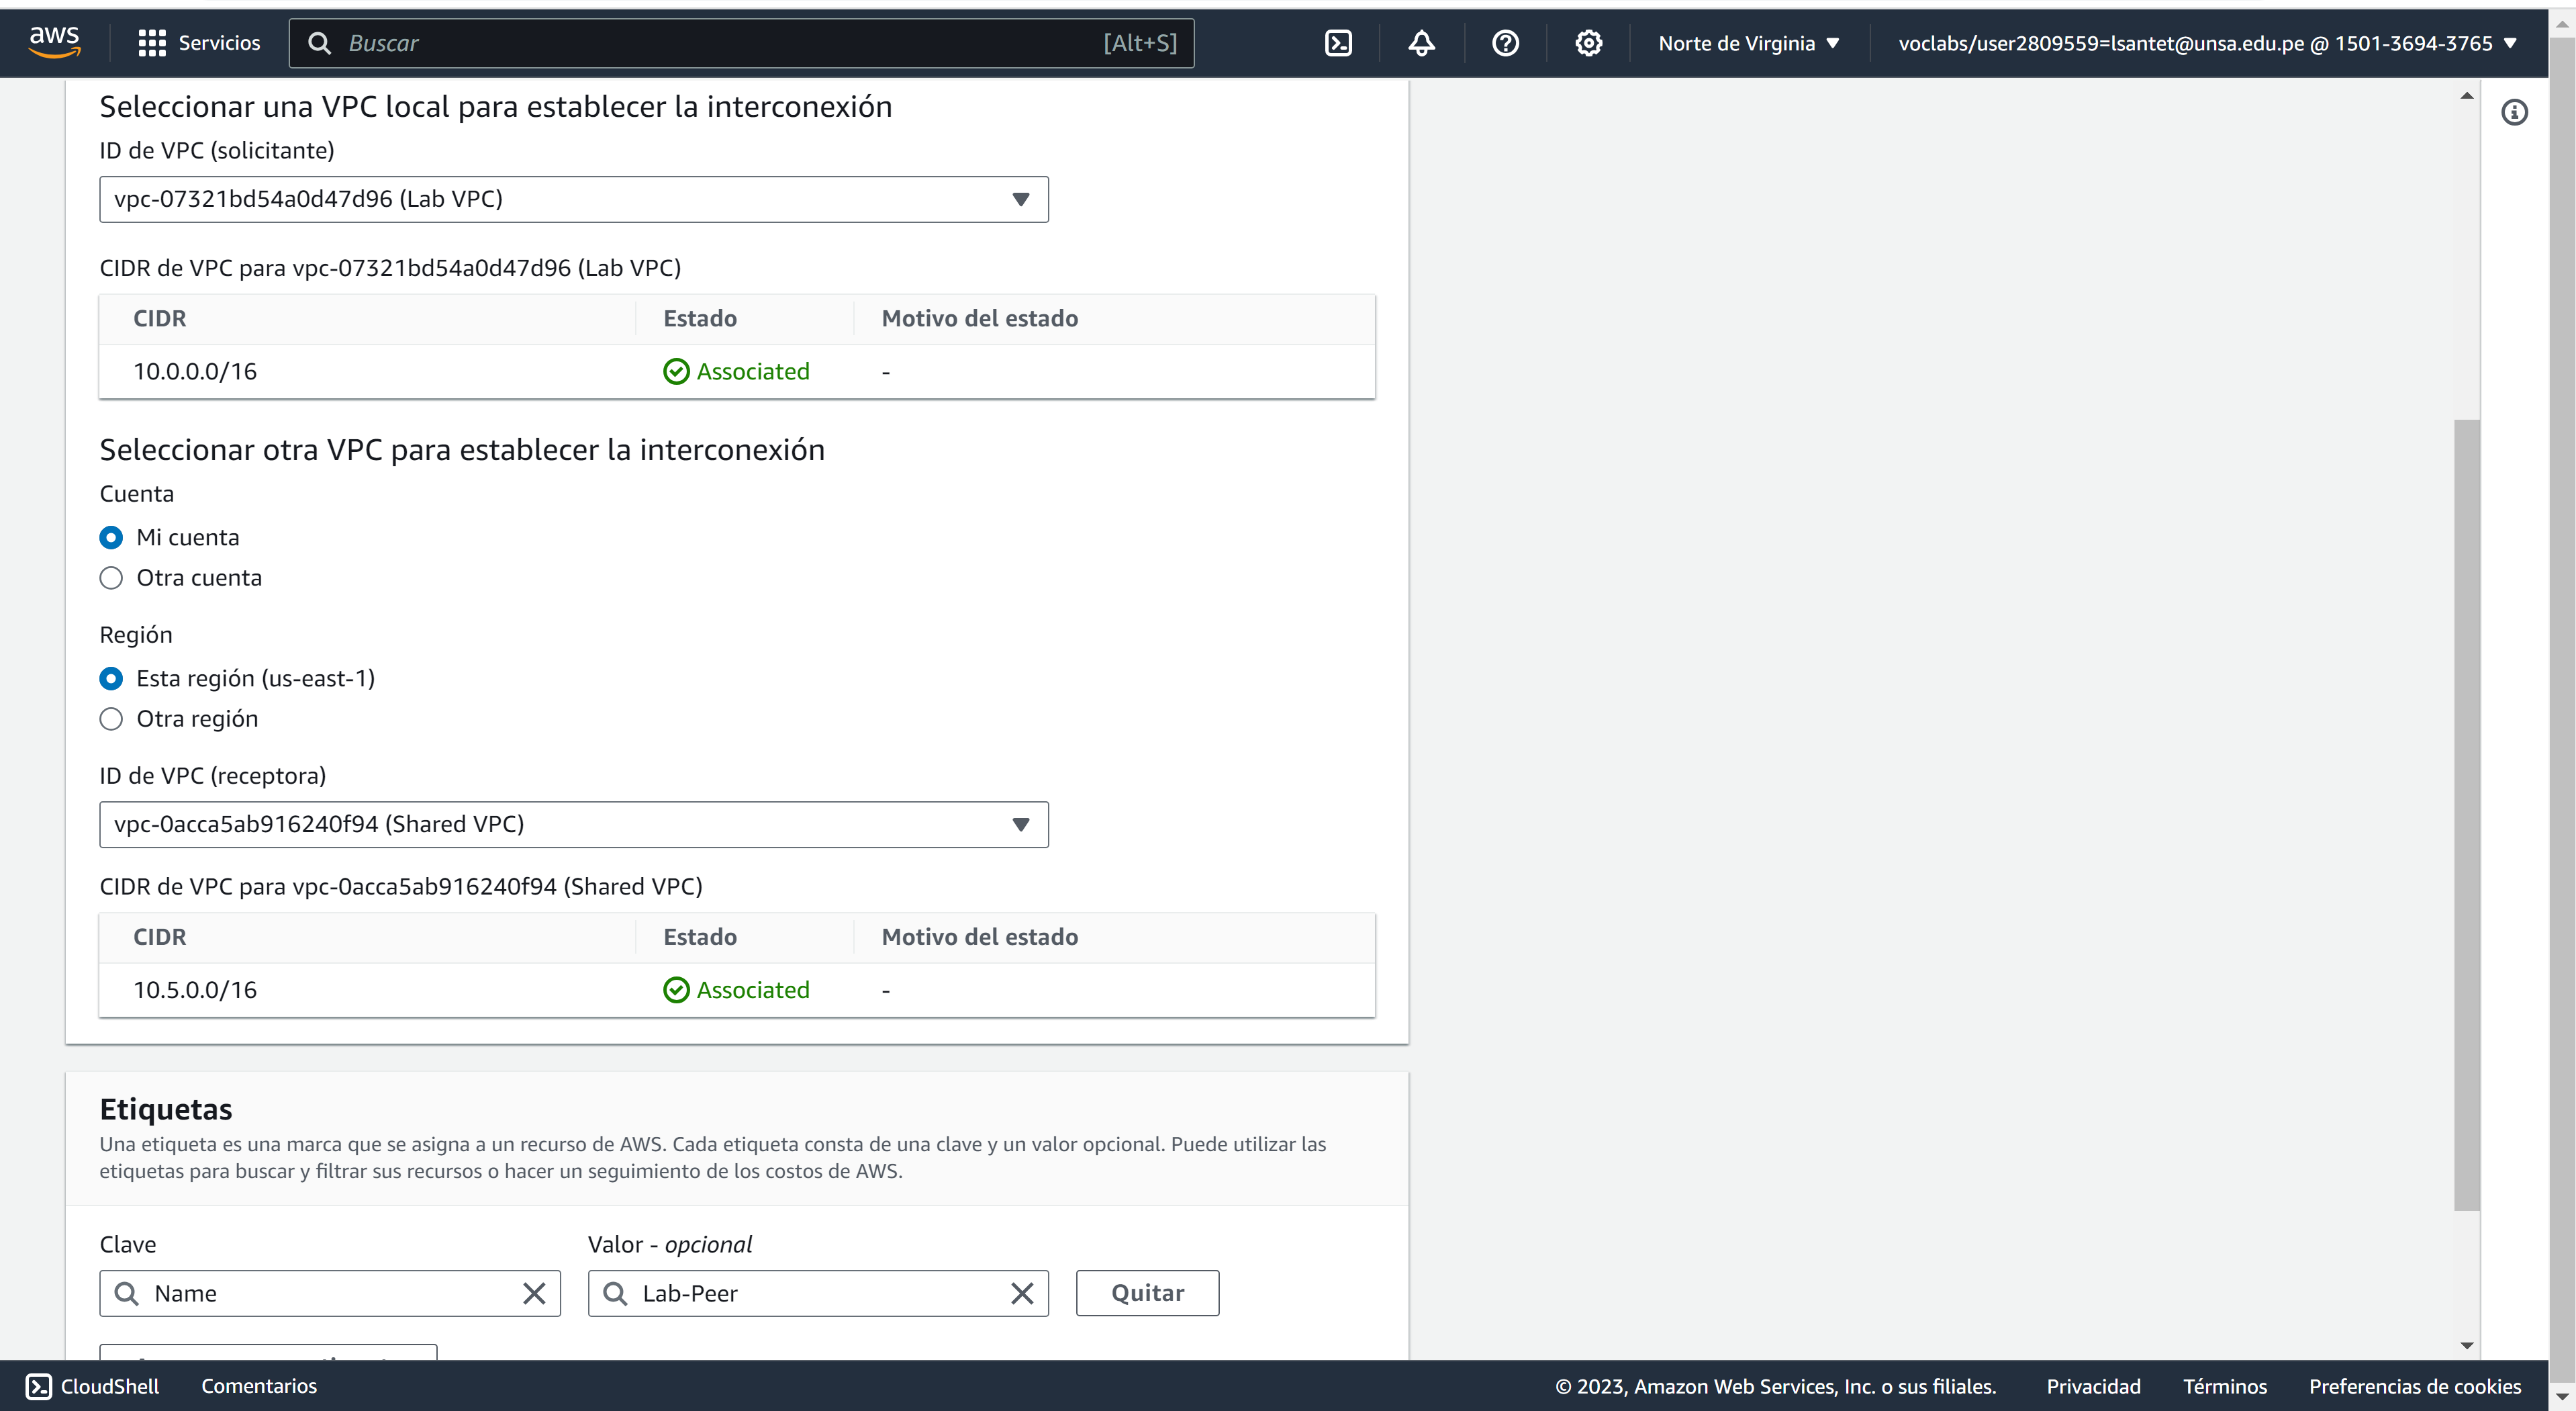 aws
Servicios
Buscar
[Alt+S]
Norte de Virginia
voclabs/user2809559=lsantet@unsa.edu.pe @ 1501-3694-3765
Seleccionar una VPC local para establecer la interconexión
ID de VPC (solicitante)
vpc-07321bd54a0d47d96 (Lab VPC)
CIDR de VPC para vpc-07321bd54a0d47d96 (Lab VPC)
CIDR Estado Motivo del estado
10.0.0.0/16 Associated -
Seleccionar otra VPC para establecer la interconexión
Cuenta
Mi cuenta
Otra cuenta
Región
Esta región (us-east-1)
Otra región
ID de VPC (receptora)
vpc-0acca5ab916240f94 (Shared VPC)
CIDR de VPC para vpc-0acca5ab916240f94 (Shared VPC)
CIDR Estado Motivo del estado
10.5.0.0/16 Associated -
Etiquetas
Una etiqueta es una marca que se asigna a un recurso de AWS. Cada etiqueta consta de una clave y un valor opcional. Puede utilizar las
etiquetas para buscar y filtrar sus recursos o hacer un seguimiento de los costos de AWS.
Clave Valor - opcional
Name Lab-Peer Quitar
CloudShell Comentarios © 2023, Amazon Web Services, Inc. o sus filiales. Privacidad Términos Preferencias de cookies